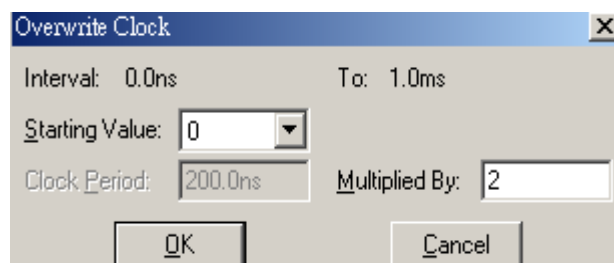 Overwrite Clock
Interval: 0.0ns To: 1.0ms
Starting Value: 0
Clock Period: 200.0ns Multiplied By: 2
OK Cancel